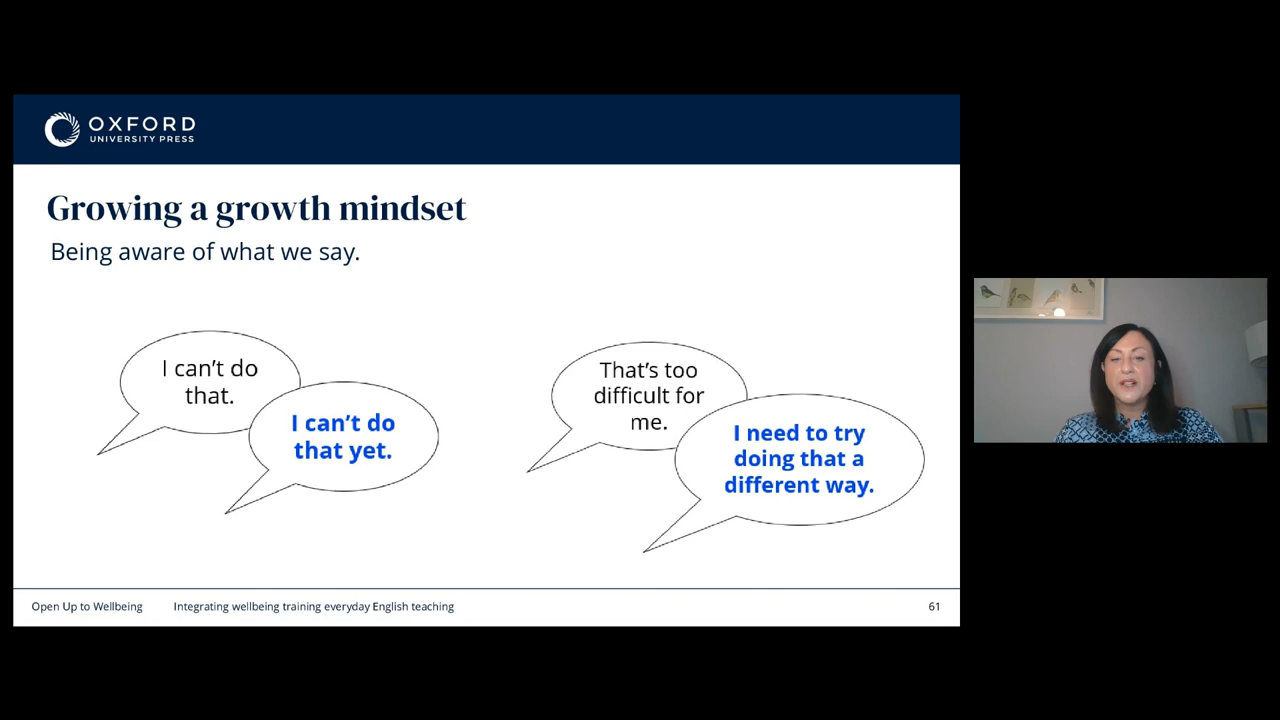 OXFORD
UNIVERSITY PRESS
Growing a growth mindset
Being aware of what we say.
I can't do
that.
I can't do
that yet.
That's too
difficult for
me.
I need to try
doing that a
different way.
Open Up to Wellbeing
Integrating wellbeing training everyday English teaching
61